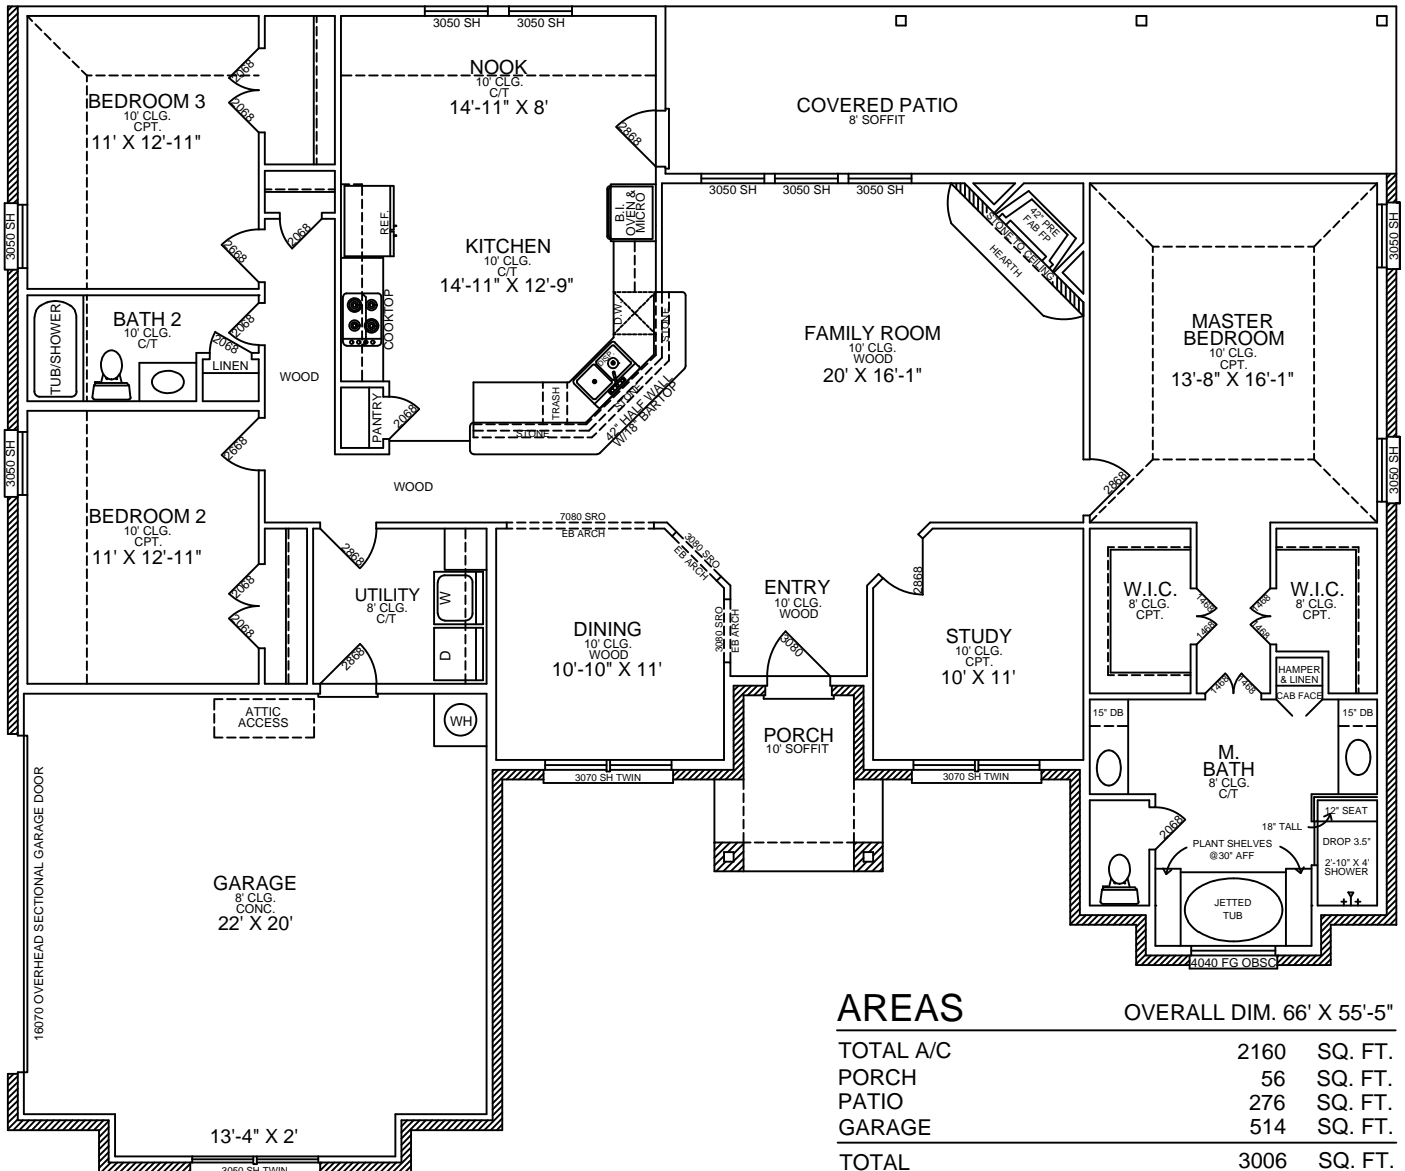 3050 SH
3050 SH
NOOK
10' CLG.
C/T
14'-11" X 8'
BEDROOM 3
10' CLG.
CPT.
11' X 12'-11"
2068
2068
COVERED PATIO
8' SOFFIT
2868
3050 SH
3050 SH
3050 SH
3050 SH
2668
2068
REF.
B.I.
OVEN &
MICRO
KITCHEN
10' CLG.
C/T
14'-11" X 12'-9"
42" PRE
FAB FP
STONE TO CEILING
HEARTH
3050 SH
TUB/SHOWER
BATH 2
10' CLG.
C/T
2068
2068
LINEN
WOOD
COOKTOP
D.W.
STONE
DISP
TRASH
STONE
STONE
42" HALF WALL
W/18" BARTOP
PANTRY
2068
FAMILY ROOM
10' CLG.
WOOD
20' X 16'-1"
MASTER
BEDROOM
10' CLG.
CPT.
13'-8" X 16'-1"
3050 SH
3050 SH
2668
BEDROOM 2
10' CLG.
CPT.
11' X 12'-11"
2068
2068
WOOD
2868
7080 SRO
EB ARCH
3080 SRO
EB ARCH
3080 SRO
EB ARCH
2868
UTILITY
8' CLG.
C/T
W
D
2868
DINING
10' CLG.
WOOD
10'-10" X 11'
ENTRY
10' CLG.
WOOD
3080
2868
STUDY
10' CLG.
CPT.
10' X 11'
W.I.C.
8' CLG.
CPT.
1468
1468
1468
1468
W.I.C.
8' CLG.
CPT.
HAMPER
& LINEN
CAB FACE
1468
1468
ATTIC
ACCESS
WH
PORCH
10' SOFFIT
3070 SH TWIN
3070 SH TWIN
15" DB
15" DB
M.
BATH
8' CLG.
C/T
2068
12" SEAT
18" TALL
PLANT SHELVES
@30" AFF
DROP 3.5"
2'-10" X 4'
SHOWER
JETTED
TUB
4040 FG OBSC
16070 OVERHEAD SECTIONAL GARAGE DOOR
GARAGE
8' CLG.
CONC.
22' X 20'
13'-4" X 2'
3050 SH TWIN
AREAS OVERALL DIM. 66' X 55'-5"
TOTAL A/C 2160 SQ. FT.
PORCH 56 SQ. FT.
PATIO 276 SQ. FT.
GARAGE 514 SQ. FT.
TOTAL 3006 SQ. FT.